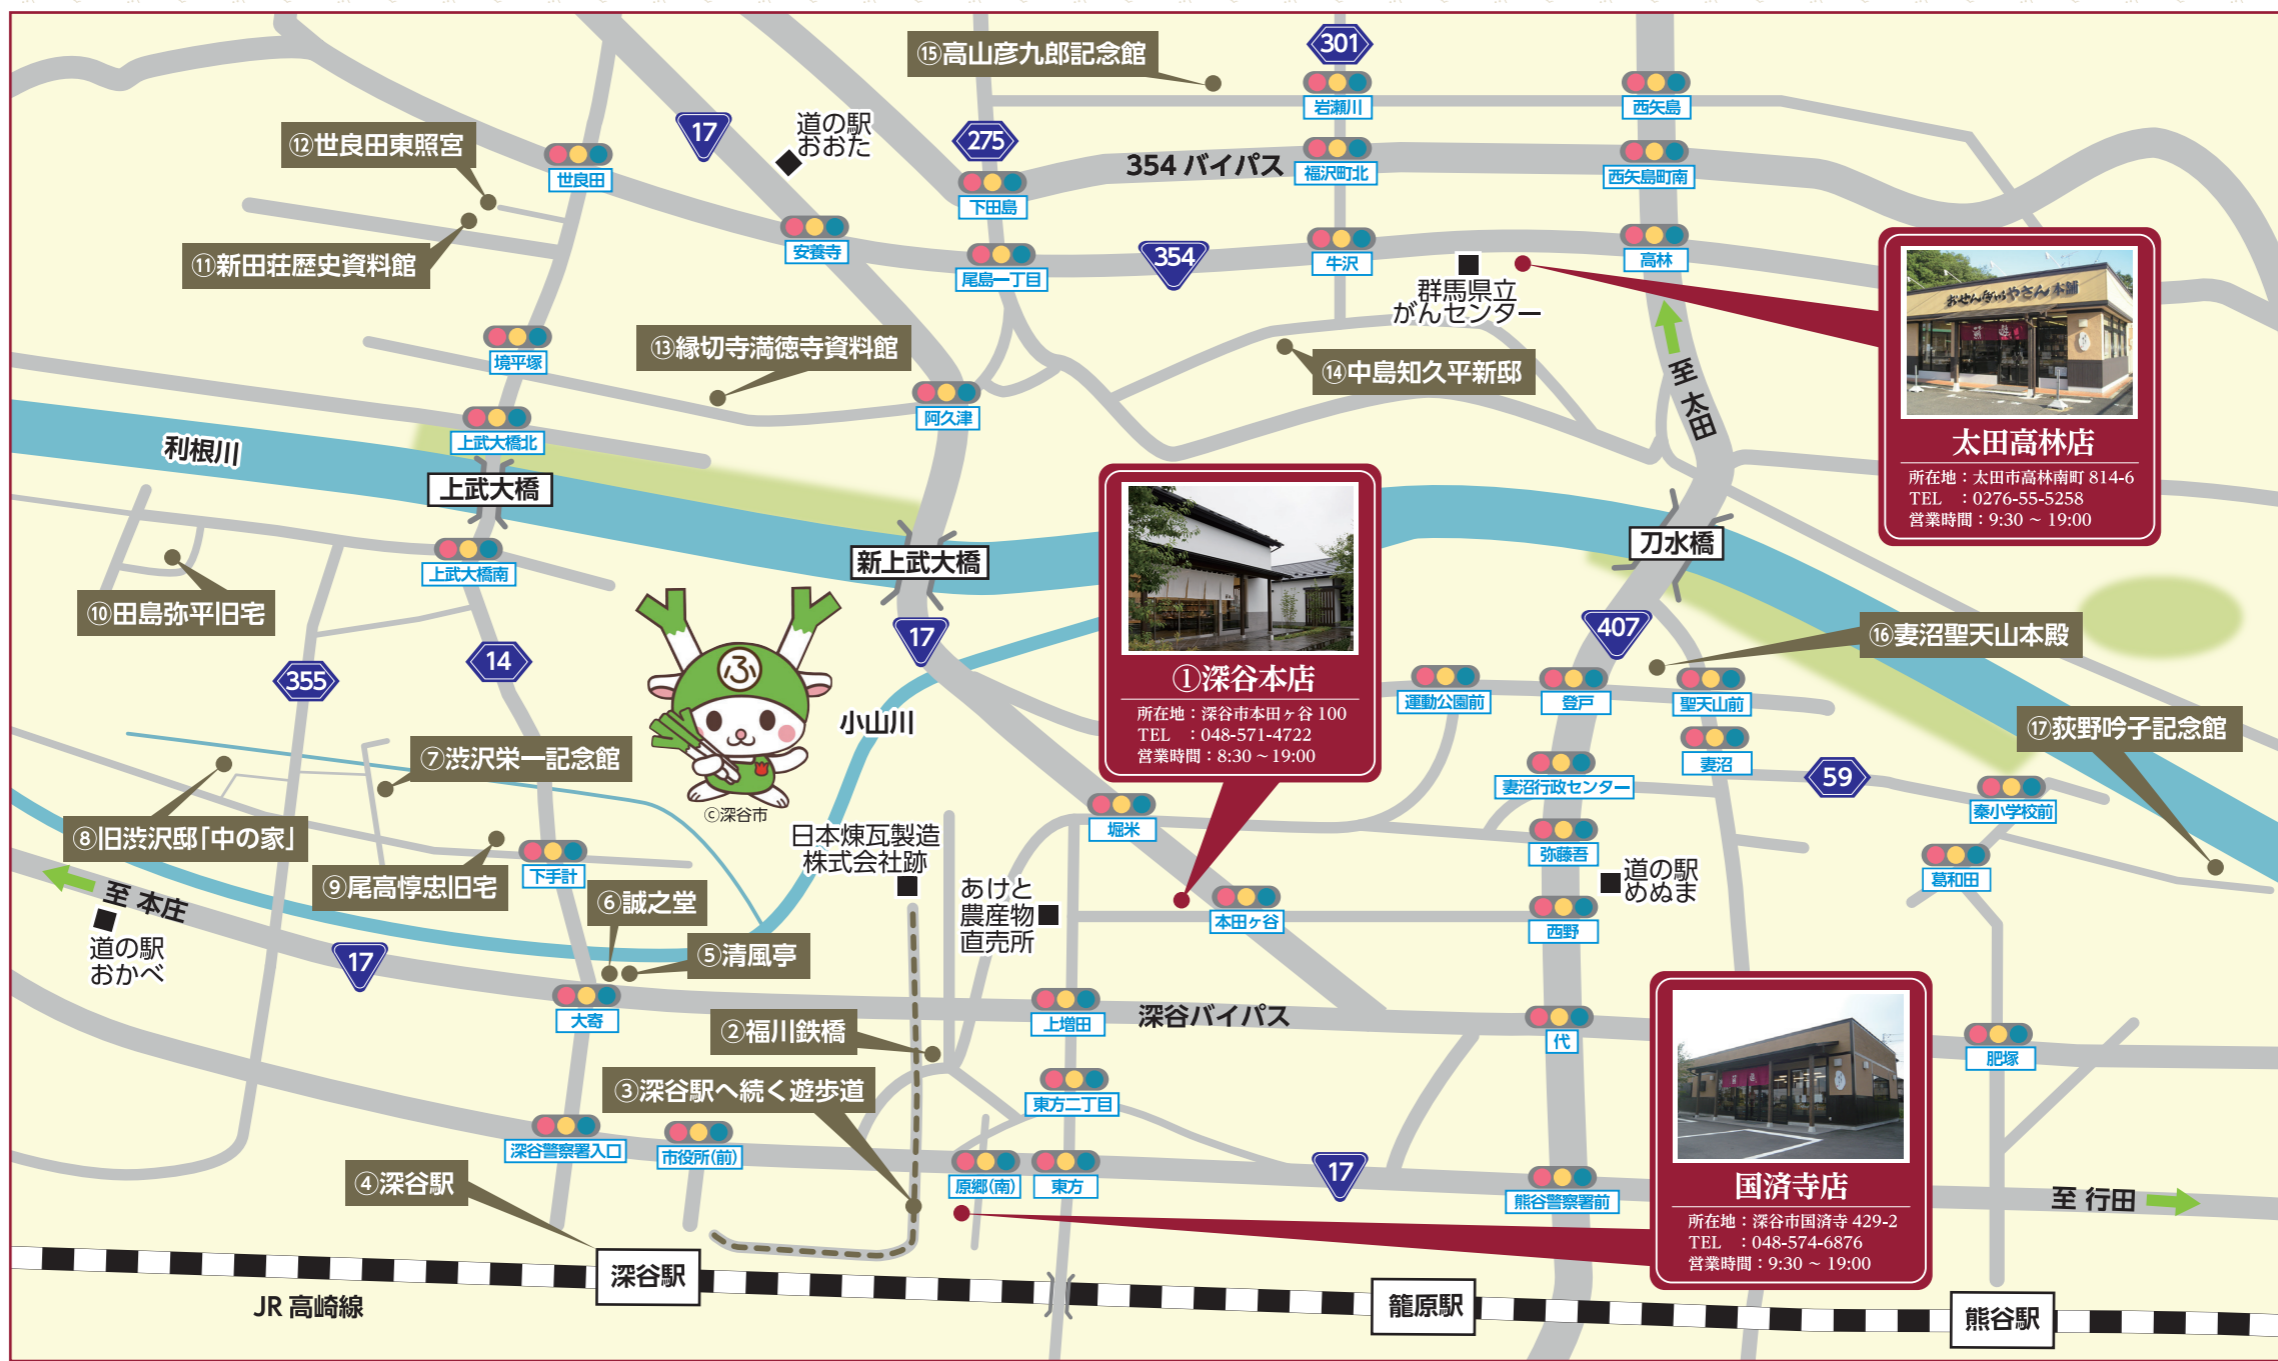 ⑮高山彦九郎記念館
301
岩瀬川
西矢島
17
道の駅
おおた
275
⑫世良田東照宮
世良田
354 バイパス
福沢町北
西矢島町南
下田島
⑪新田荘歴史資料館
安養寺
尾島一丁目
354
牛沢
高林
群馬県立
がんセンター
おせんべいやさん本舗
境平塚
⑬縁切寺満徳寺資料館
⑭中島知久平新邸
至 太田
阿久津
上武大橋北
利根川
上武大橋
太田高林店
所在地：太田市高林南町 814-6
TEL ：0276-55-5258
営業時間：9:30 ～ 19:00
新上武大橋
刀水橋
上武大橋南
⑩田島弥平旧宅
17
407
⑯妻沼聖天山本殿
355
14
ふ
小山川
©深谷市
①深谷本店
所在地：深谷市本田ヶ谷 100
TEL ：048-571-4722
営業時間：8:30 ～ 19:00
運動公園前
登戸
聖天山前
妻沼
⑰荻野吟子記念館
⑦渋沢栄一記念館
妻沼行政センター
59
秦小学校前
⑧旧渋沢邸「中の家」
日本煉瓦製造
株式会社跡
堀米
弥藤吾
⑨尾高惇忠旧宅
下手計
道の駅
めぬま
葛和田
至 本庄
道の駅
おかべ
⑥誠之堂
あけと
農産物
直売所
本田ヶ谷
西野
⑤清風亭
17
大寄
②福川鉄橋
上増田
深谷バイパス
代
肥塚
③深谷駅へ続く遊歩道
東方二丁目
深谷警察署入口
市役所(前)
④深谷駅
原郷(南)
東方
17
熊谷警察署前
国済寺店
所在地：深谷市国済寺 429-2
TEL ：048-574-6876
営業時間：9:30 ～ 19:00
至 行田
深谷駅
JR 高崎線
籠原駅
熊谷駅